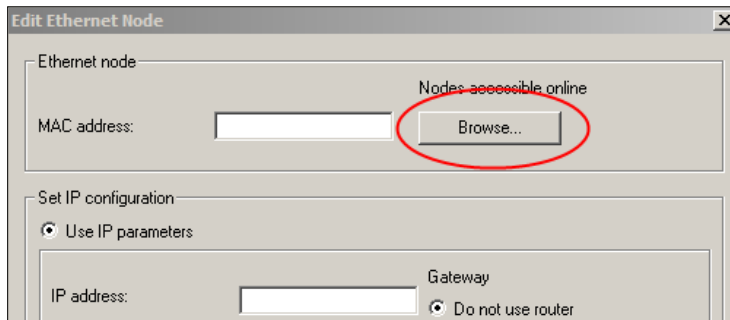 Edit Ethernet Node
Ethernet node
Nodes accessible online
MAC address:
Browse...
Set IP configuration
Use IP parameters
Gateway
IP address:
Do not use router